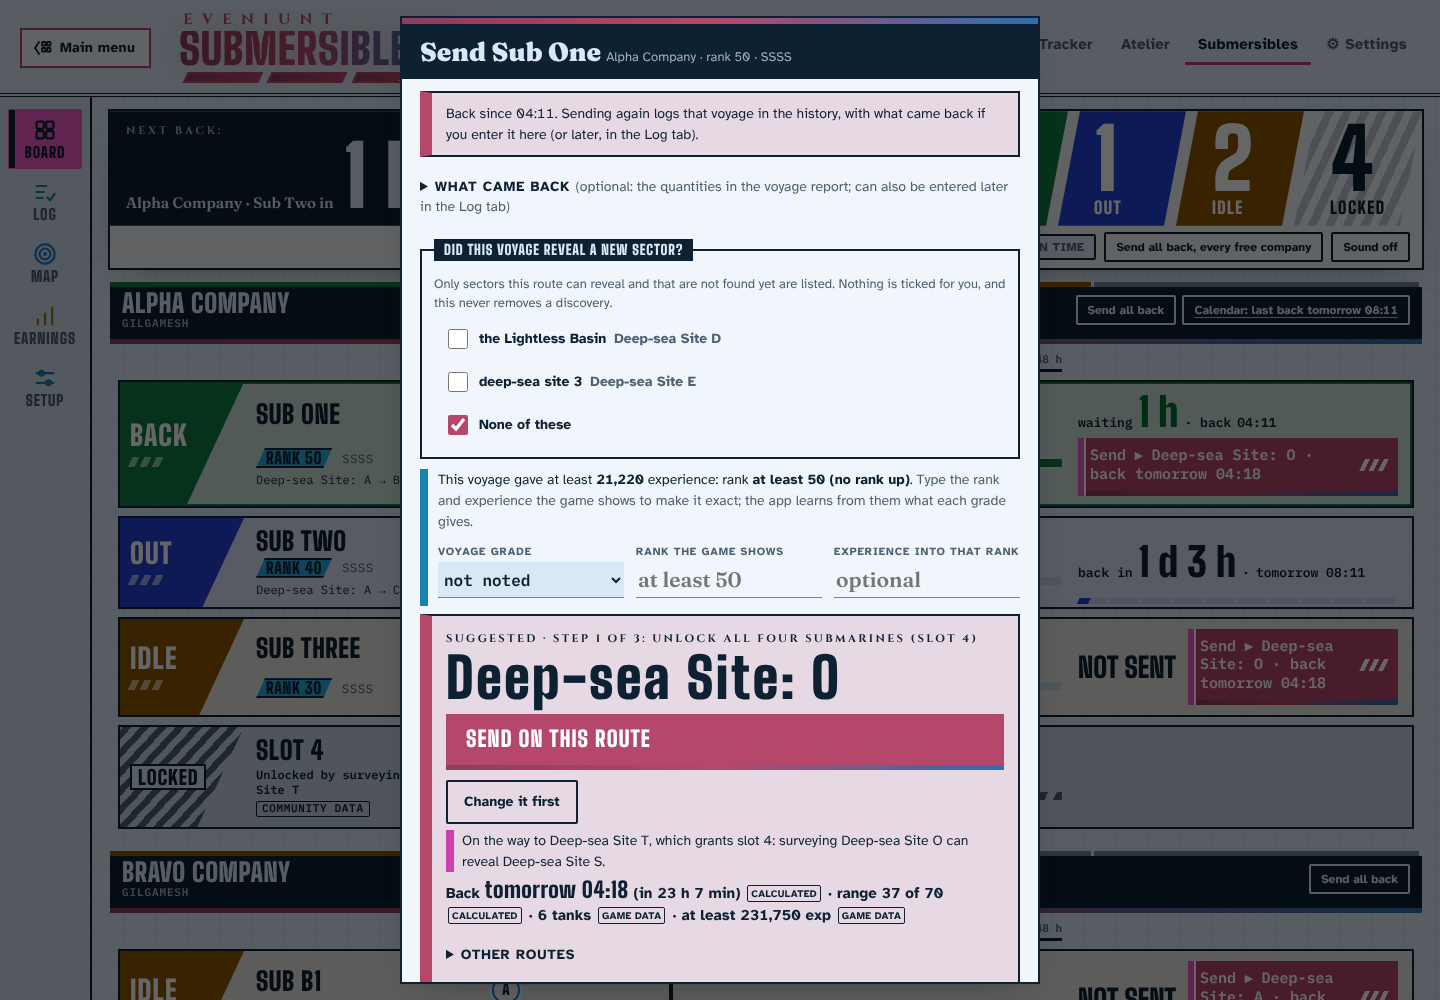 Main menu
EVENIUNT
SUBMERSIBLE
Tracker
Atelier
Submersibles
Settings
BOARD
LOG
MAP
EARNINGS
SETUP
NEXT BACK:
Alpha Company · Sub Two in
1
OUT
2
IDLE
4
LOCKED
N TIME
Send all back, every free company
Sound off
ALPHA COMPANY
GILGAMESH
Send all back
Calendar: last back tomorrow 08:11
48 h
BACK
SUB ONE
RANK 50 SSSS
Deep-sea Site: A → B
waiting 1 h · back 04:11
Send ▶ Deep-sea Site: O ·
back tomorrow 04:18
OUT
SUB TWO
RANK 40 SSSS
Deep-sea Site: A → C
back in 1 d 3 h · tomorrow 08:11
IDLE
SUB THREE
RANK 30 SSSS
NOT SENT
Send ▶ Deep-sea
Site: O · back
tomorrow 04:18
LOCKED
SLOT 4
Unlocked by surveyin
Site T
COMMUNITY DATA
BRAVO COMPANY
GILGAMESH
Send all back
48 h
IDLE
SUB B1
A
NOT SENT
Send ▶ Deep-sea
Site: A · back
Send Sub One Alpha Company · rank 50 · SSSS
Back since 04:11. Sending again logs that voyage in the history, with what came back if
you enter it here (or later, in the Log tab).
▶ WHAT CAME BACK (optional: the quantities in the voyage report; can also be entered later
in the Log tab)
DID THIS VOYAGE REVEAL A NEW SECTOR?
Only sectors this route can reveal and that are not found yet are listed. Nothing is ticked for you, and
this never removes a discovery.
the Lightless Basin Deep-sea Site D
deep-sea site 3 Deep-sea Site E
None of these
This voyage gave at least 21,220 experience: rank at least 50 (no rank up). Type the rank
and experience the game shows to make it exact; the app learns from them what each grade
gives.
VOYAGE GRADE
not noted
RANK THE GAME SHOWS
at least 50
EXPERIENCE INTO THAT RANK
optional
SUGGESTED · STEP 1 OF 3: UNLOCK ALL FOUR SUBMARINES (SLOT 4)
Deep-sea Site: O
SEND ON THIS ROUTE
Change it first
On the way to Deep-sea Site T, which grants slot 4: surveying Deep-sea Site O can
reveal Deep-sea Site S.
Back tomorrow 04:18 (in 23 h 7 min) CALCULATED · range 37 of 70
CALCULATED · 6 tanks GAME DATA · at least 231,750 exp GAME DATA
▶ OTHER ROUTES